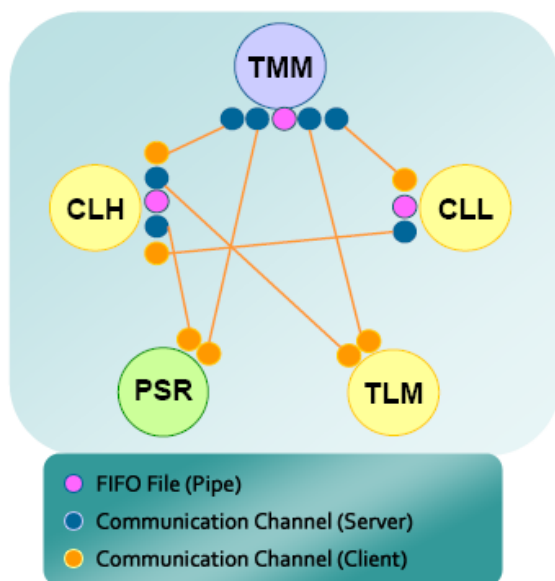 TMM
CLH
CLL
PSR
TLM
FIFO File (Pipe)
Communication Channel (Server)
Communication Channel (Client)